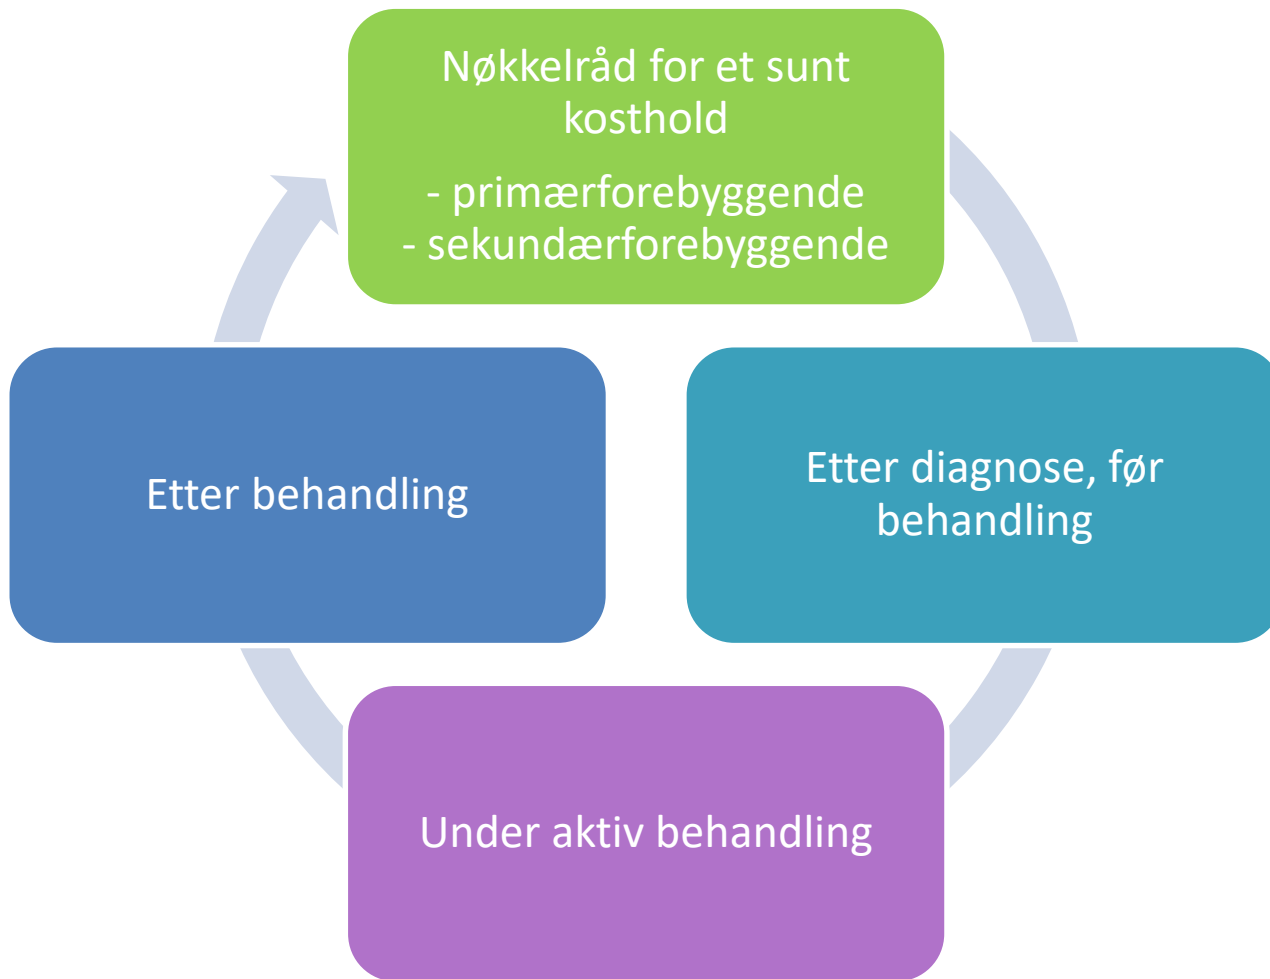 Nøkkelråd for et sunt
kosthold
- primærforebyggende
- sekundærforebyggende
Etter behandling
Etter diagnose, før
behandling
Under aktiv behandling